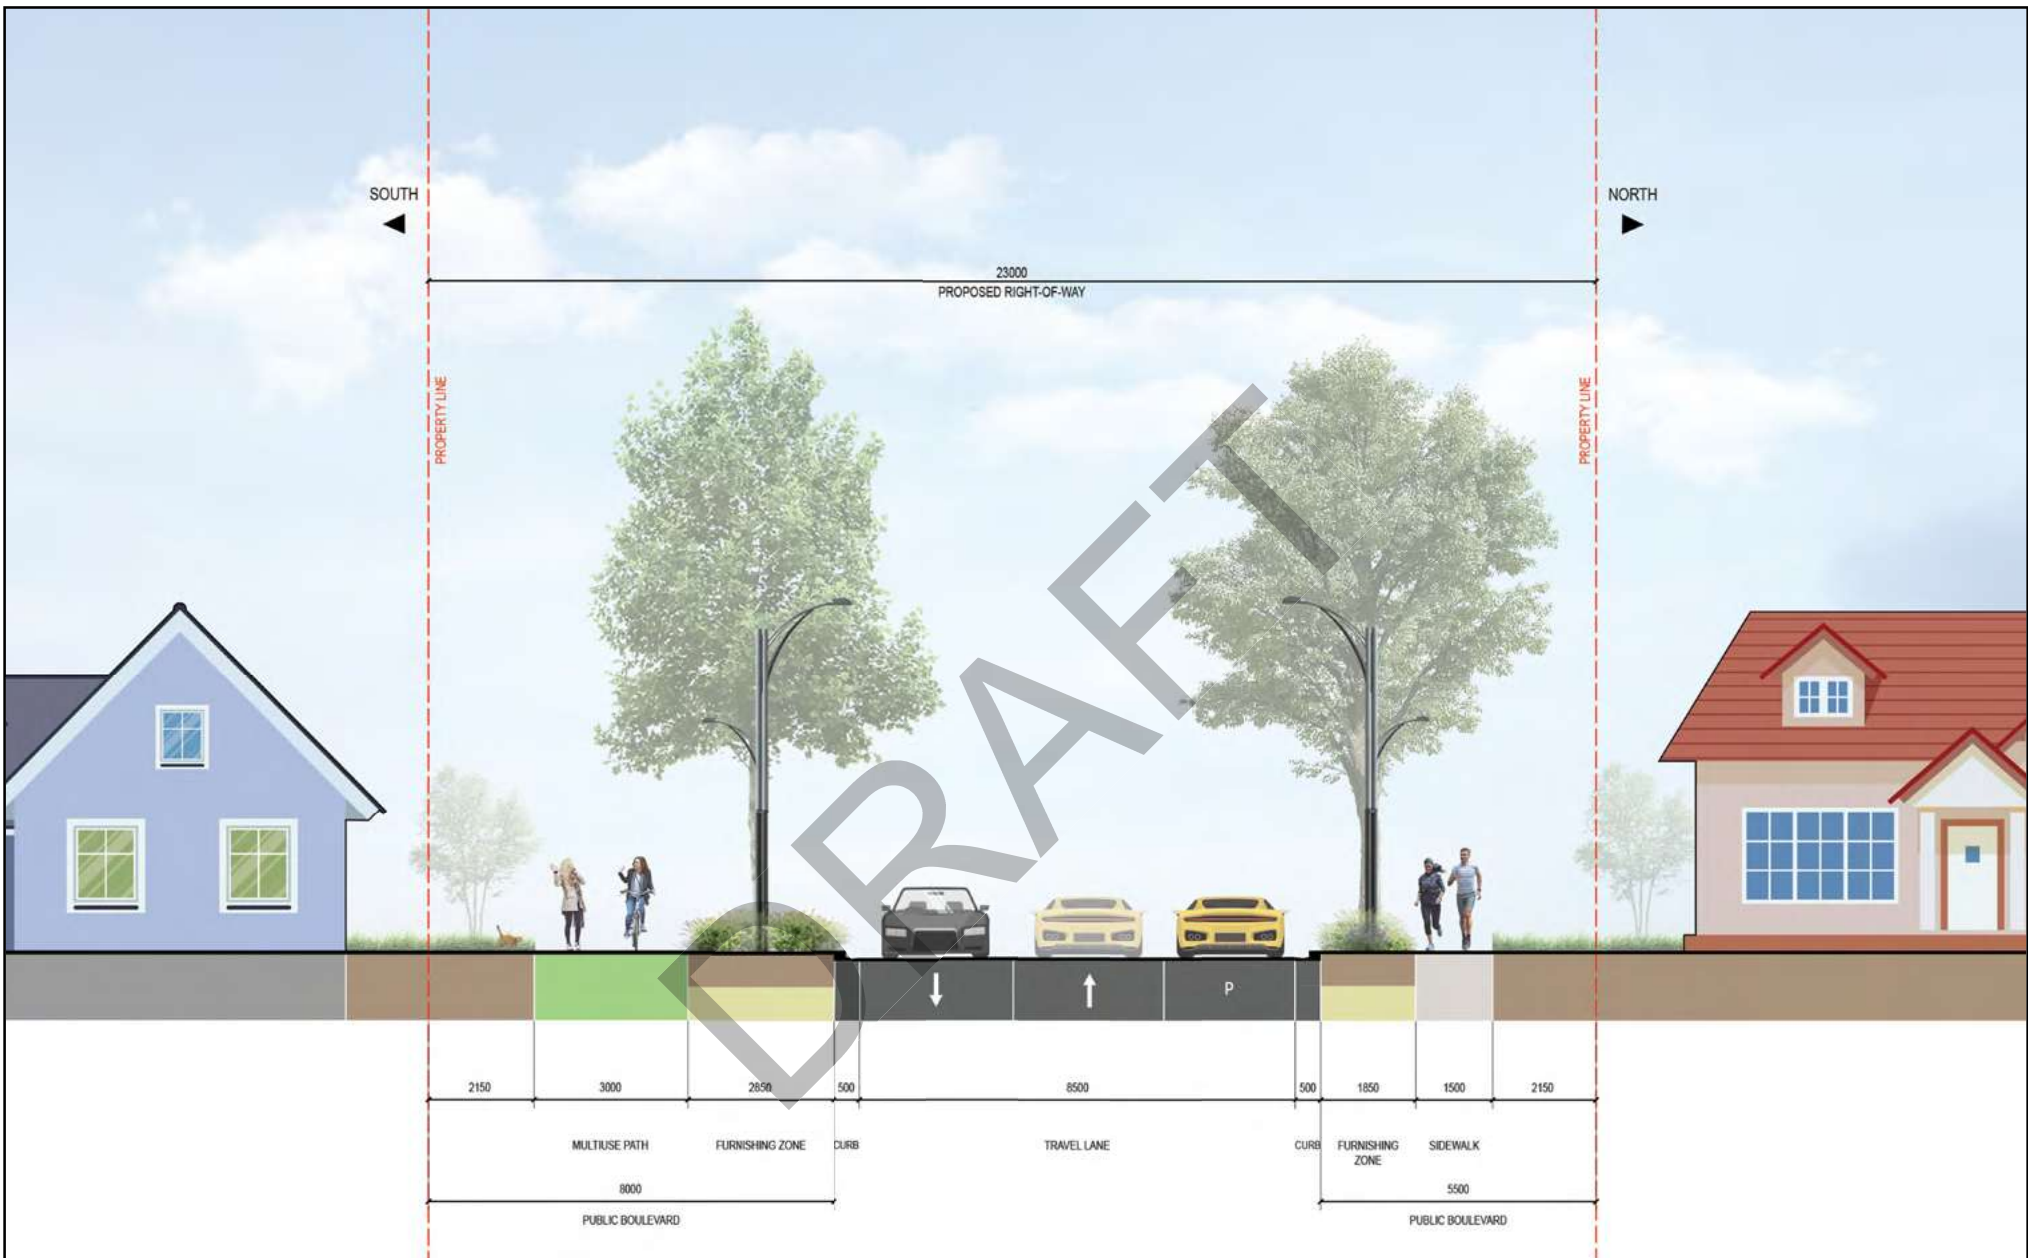 SOUTH
NORTH
23000
PROPOSED RIGHT-OF-WAY
PROPERTY LINE
PROPERTY LINE
DRAFT
P
2150 3000 2850 500 8500 500 1850 1500 2150
MULTIUSE PATH FURNISHING ZONE CURB TRAVEL LANE CURB FURNISHING SIDEWALK
ZONE
8000 5500
PUBLIC BOULEVARD PUBLIC BOULEVARD